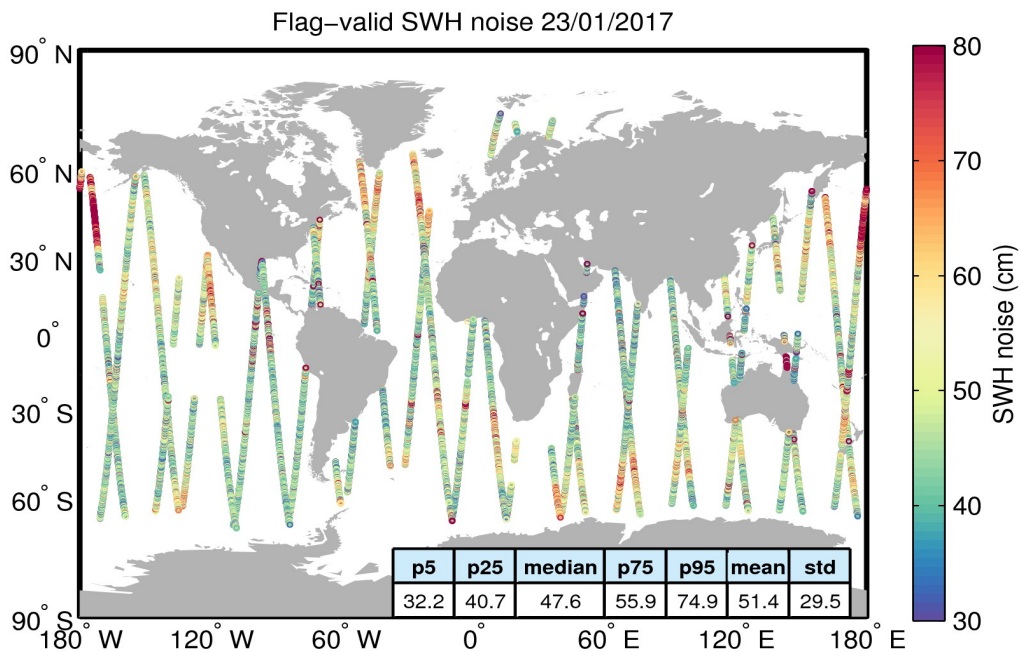 Flag−valid SWH noise 23/01/2017
90° N
60° N
30° N
0°
30° S
60° S
90° S
180° W
120° W
60° W
0°
60° E
120° E
180° E
p5 p25 median p75 p95 mean std
32.2 40.7 47.6 55.9 74.9 51.4 29.5
80
70
60
50
40
30
SWH noise (cm)